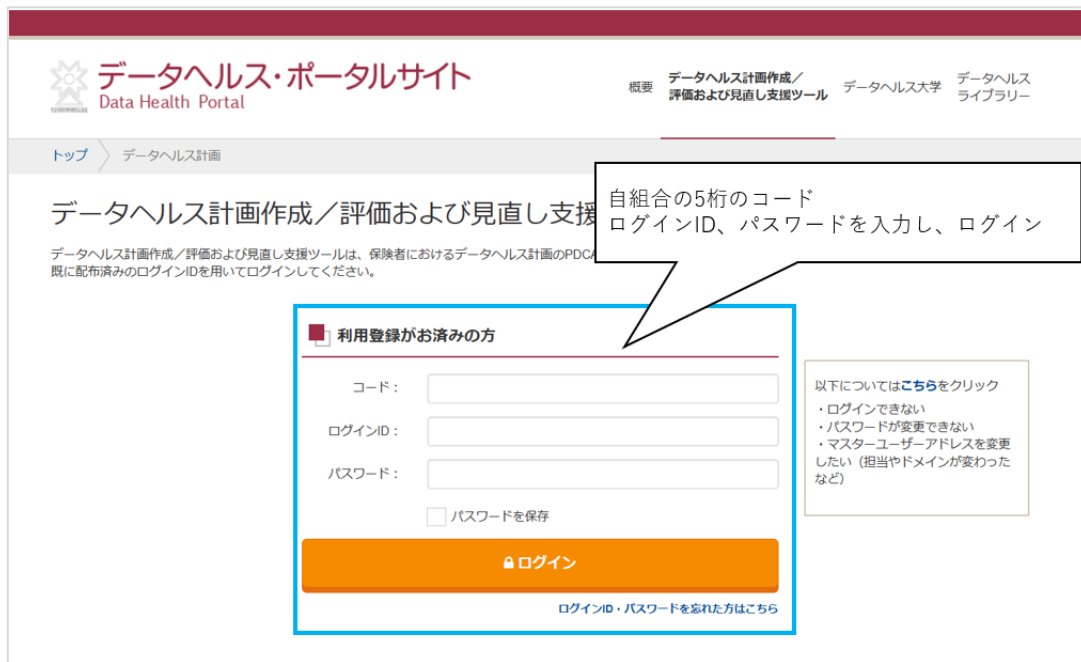 データヘルス・ポータルサイト
Data Health Portal
概要
データヘルス計画作成／
評価および見直し支援ツール
データヘルス大学
データヘルス
ライブラリー
トップ
データヘルス計画
自組合の5桁のコード
ログインID、パスワードを入力し、ログイン
データヘルス計画作成／評価および見直し支援
データヘルス計画作成／評価および見直し支援ツールは、保険者におけるデータヘルス計画のPDCA
既に配布済みのログインIDを用いてログインしてください。
利用登録がお済みの方
コード：
ログインID：
パスワード：
パスワードを保存
ログイン
ログインID・パスワードを忘れた方はこちら
以下についてはこちらをクリック
・ログインできない
・パスワードが変更できない
・マスターユーザーアドレスを変更
したい（担当やドメインが変わった
など）